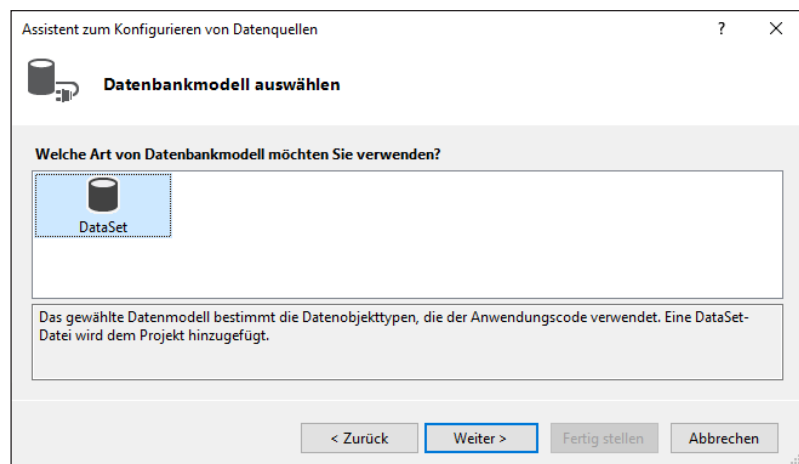 Assistent zum Konfigurieren von Datenquellen
?
Datenbankmodell auswählen
Welche Art von Datenbankmodell möchten Sie verwenden?
DataSet
Das gewählte Datenmodell bestimmt die Datenobjekttypen, die der Anwendungscode verwendet. Eine DataSet-
Datei wird dem Projekt hinzugefügt.
< Zurück
Weiter >
Fertig stellen
Abbrechen